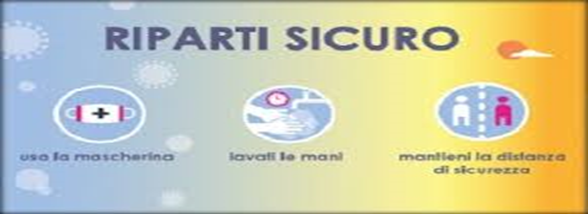 RIPARTI SICURO
usa la mascherina
lavati le mani
mantieni la distanza
di sicurezza